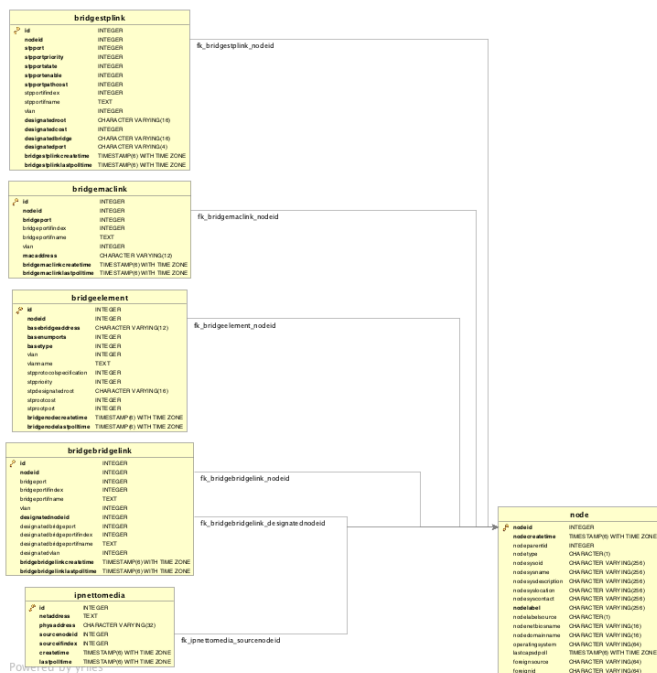 bridgestplink
id INTEGER
nodeid INTEGER
stpport INTEGER
stpportpriority INTEGER
stpportstate INTEGER
stpportenable INTEGER
stpportpathcost INTEGER
stpportifindex INTEGER
stpportifname TEXT
vlan INTEGER
designatedroot CHARACTER VARYING(16)
designatedcost INTEGER
designatedbridge CHARACTER VARYING(16)
designatedport CHARACTER VARYING(4)
bridgestplinkcreatetime TIMESTAMP(6) WITH TIME ZONE
bridgestplinklastpolltime TIMESTAMP(6) WITH TIME ZONE
fk_bridgestplink_nodeid
bridgemaclink
id INTEGER
nodeid INTEGER
bridgeport INTEGER
bridgeportifindex INTEGER
bridgeportifname TEXT
vlan INTEGER
macaddress CHARACTER VARYING(12)
bridgemaclinkcreatetime TIMESTAMP(6) WITH TIME ZONE
bridgemaclinklastpolltime TIMESTAMP(6) WITH TIME ZONE
fk_bridgemaclink_nodeid
bridgeelement
id INTEGER
nodeid INTEGER
basebridgeaddress CHARACTER VARYING(12)
basenumports INTEGER
basetype INTEGER
vlan INTEGER
vlanname TEXT
stpprotocolspecification INTEGER
stppriority INTEGER
stpdesignatedroot CHARACTER VARYING(16)
stprootcost INTEGER
stprootport INTEGER
bridgenodecreatetime TIMESTAMP(6) WITH TIME ZONE
bridgenodelastpolltime TIMESTAMP(6) WITH TIME ZONE
fk_bridgeelement_nodeid
bridgebridgelink
id INTEGER
nodeid INTEGER
bridgeport INTEGER
bridgeportifindex INTEGER
bridgeportifname TEXT
vlan INTEGER
designatednodeid INTEGER
designatedbridgeport INTEGER
designatedbridgeportifindex INTEGER
designatedbridgeportifname TEXT
designatedvlan INTEGER
bridgebridgelinkcreatetime TIMESTAMP(6) WITH TIME ZONE
bridgebridgelinklastpolltime TIMESTAMP(6) WITH TIME ZONE
fk_bridgebridgelink_nodeid
fk_bridgebridgelink_designatednodeid
ipnettomedia
id INTEGER
netaddress TEXT
physaddress CHARACTER VARYING(32)
sourcenodeid INTEGER
sourceifindex INTEGER
createtime TIMESTAMP(6) WITH TIME ZONE
lastpolltime TIMESTAMP(6) WITH TIME ZONE
fk_ipnettomedia_sourcenodeid
node
nodeid INTEGER
nodecreatetime TIMESTAMP(6) WITH TIME ZONE
nodeparentid INTEGER
nodetype CHARACTER(1)
nodesysoid CHARACTER VARYING(256)
nodesysname CHARACTER VARYING(256)
nodesysdescription CHARACTER VARYING(256)
nodesyslocation CHARACTER VARYING(256)
nodesyscontact CHARACTER VARYING(256)
nodelabel CHARACTER VARYING(256)
nodelabelsource CHARACTER(1)
nodenetbiosname CHARACTER VARYING(16)
nodedomainname CHARACTER VARYING(16)
operatingsystem CHARACTER VARYING(64)
lastcapsdpoll TIMESTAMP(6) WITH TIME ZONE
foreignsource CHARACTER VARYING(64)
foreignid CHARACTER VARYING(64)
Powered by yFiles